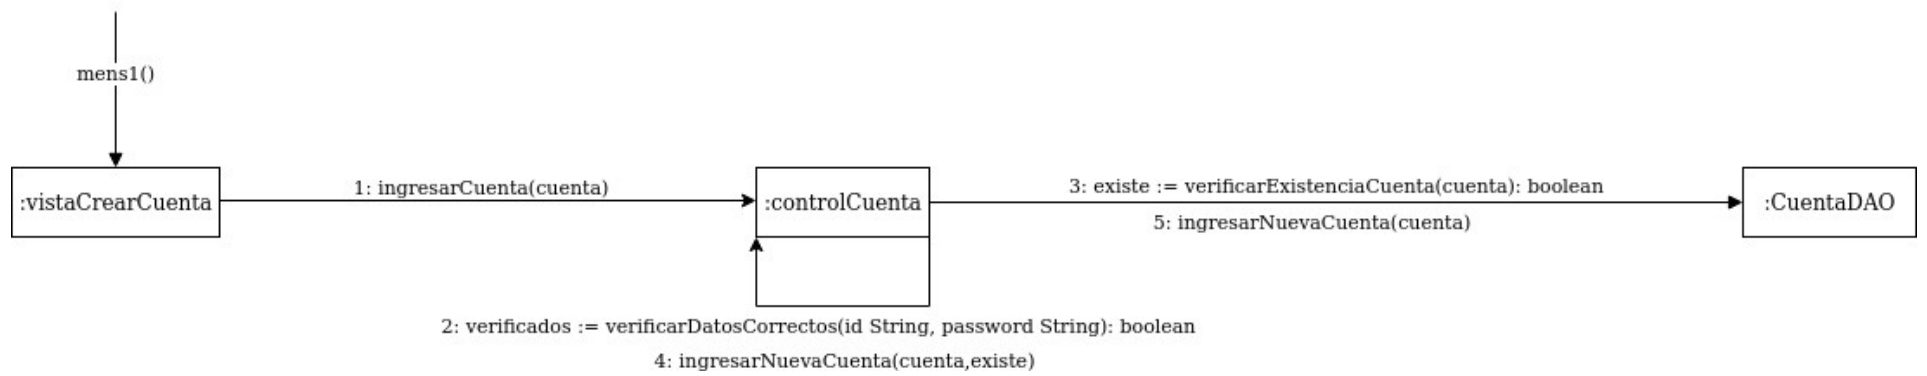 mens1()
:vistaCrearCuenta
1: ingresarCuenta(cuenta)
:controlCuenta
3: existe := verificarExistenciaCuenta(cuenta): boolean
5: ingresarNuevaCuenta(cuenta)
:CuentaDAO
2: verificados := verificarDatosCorrectos(id String, password String): boolean
4: ingresarNuevaCuenta(cuenta,existe)